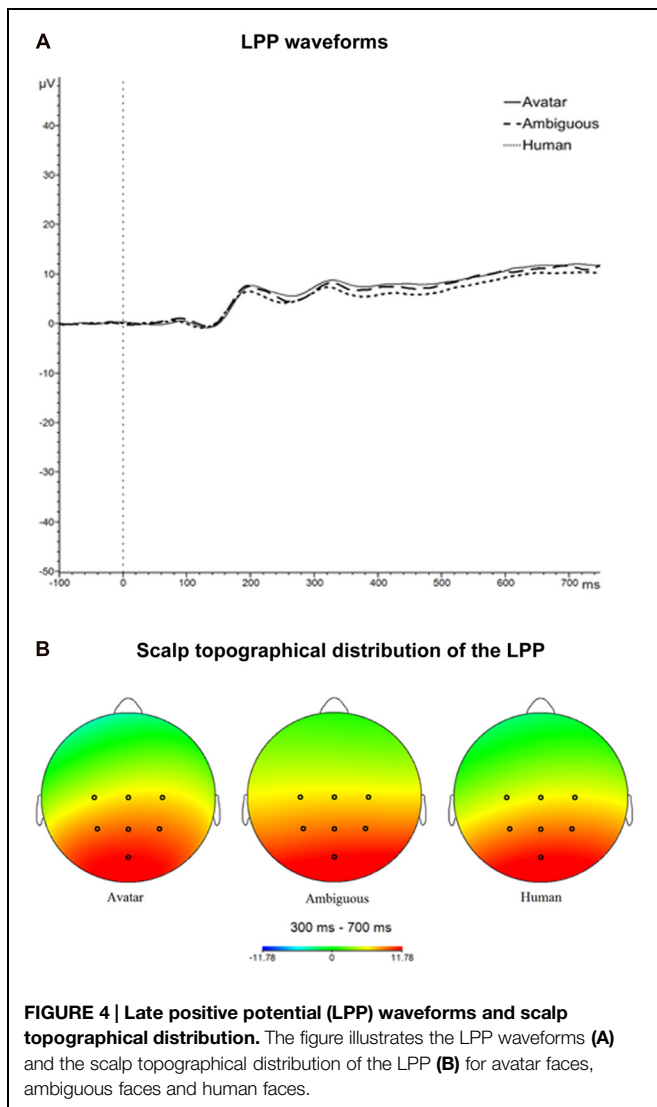 A
LPP waveforms
µV
Avatar
Ambiguous
Human
40
30
20
10
0
-10
-20
-30
-40
-50
-100 0 100 200 300 400 500 600 700 ms
B
Scalp topographical distribution of the LPP
Avatar Ambiguous Human
300 ms - 700 ms
-11.78 0 11.78
FIGURE 4 | Late positive potential (LPP) waveforms and scalp
topographical distribution. The figure illustrates the LPP waveforms (A)
and the scalp topographical distribution of the LPP (B) for avatar faces,
ambiguous faces and human faces.